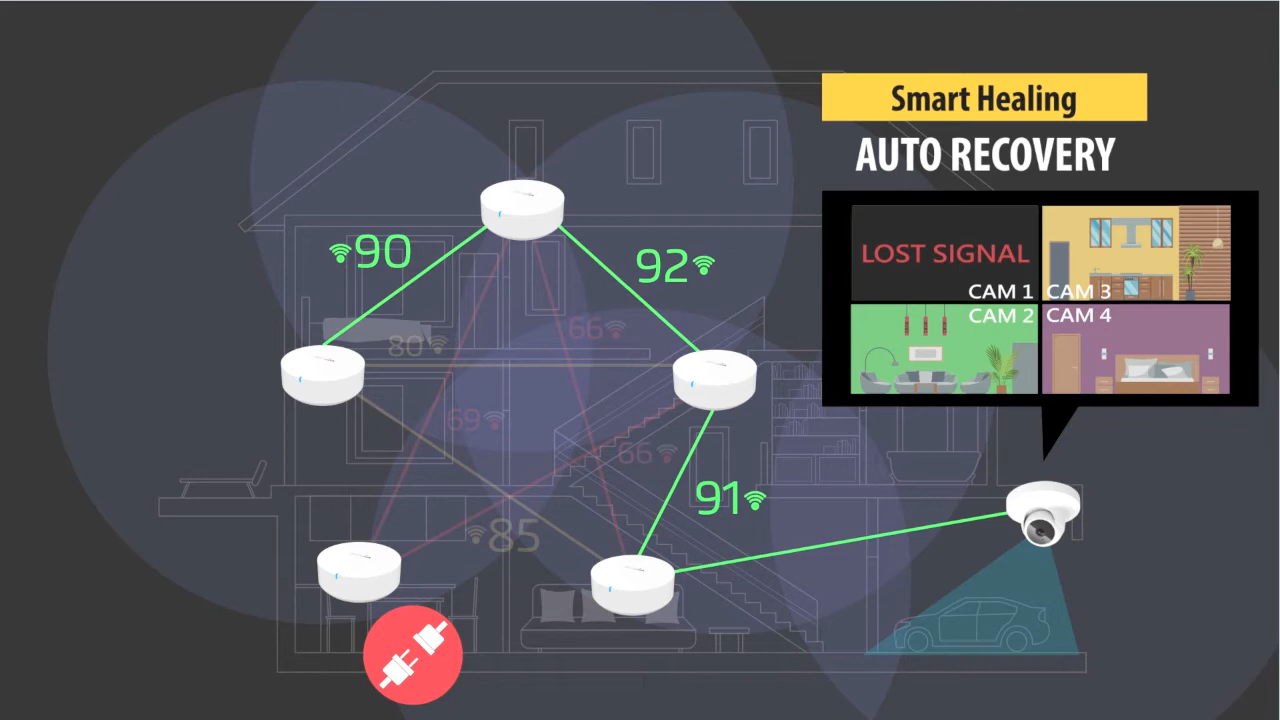 Smart Healing
AUTO RECOVERY
90
92
LOST SIGNAL
CAM 1
CAM 3
CAM 2
CAM 4
66
80
69
66
91
85